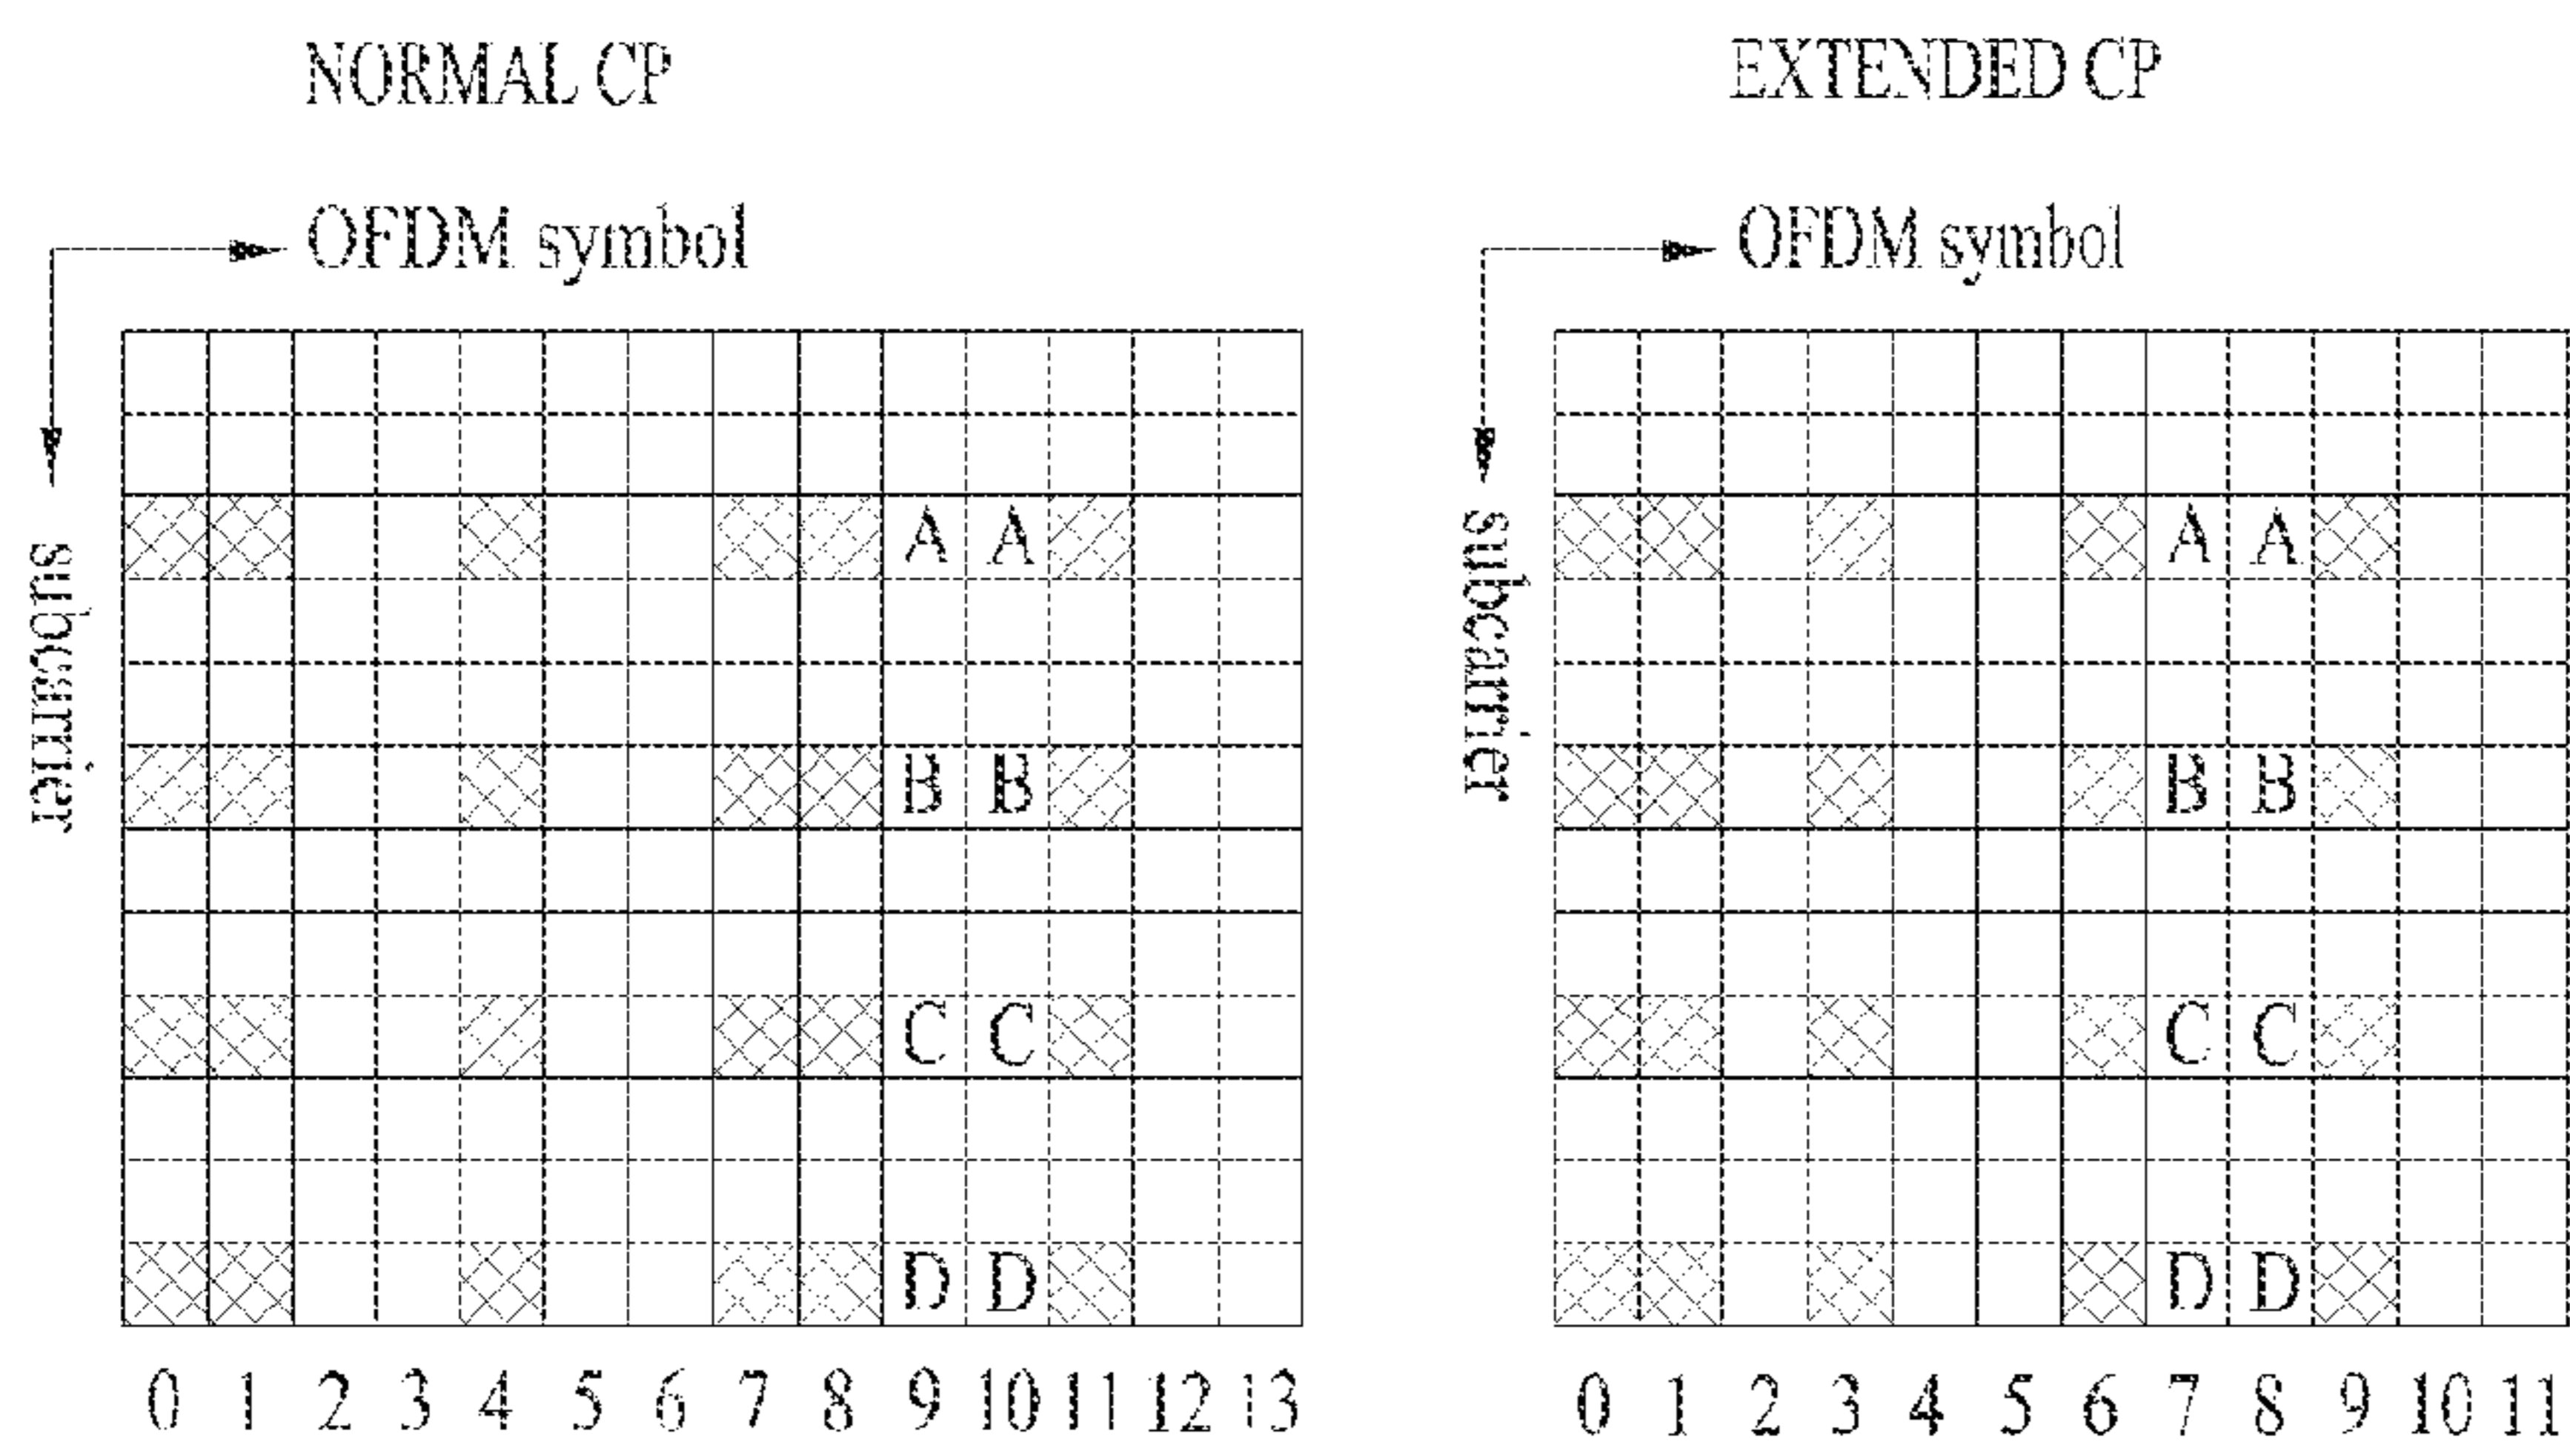 NORMAL CP
OFDM symbol
subcarrier
A A
B B
C C
D D
0 1 2 3 4 5 6 7 8 9 10 11 12 13
EXTENDED CP
OFDM symbol
subcarrier
A A
B B
C C
D D
0 1 2 3 4 5 6 7 8 9 10 11